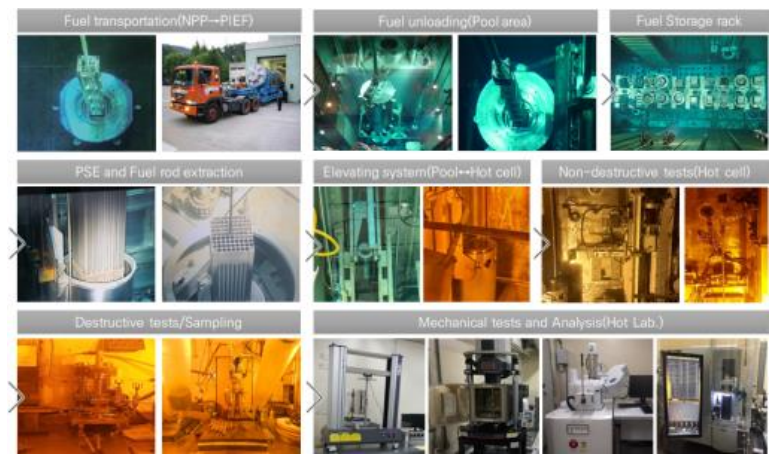 Fuel transportation(NPP→PIEF)
Fuel unloading(Pool area)
Fuel Storage rack
PSE and Fuel rod extraction
Elevating system(Pool↔Hot cell)
Non-destructive tests(Hot cell)
Destructive tests/Sampling
Mechanical tests and Analysis(Hot Lab.)